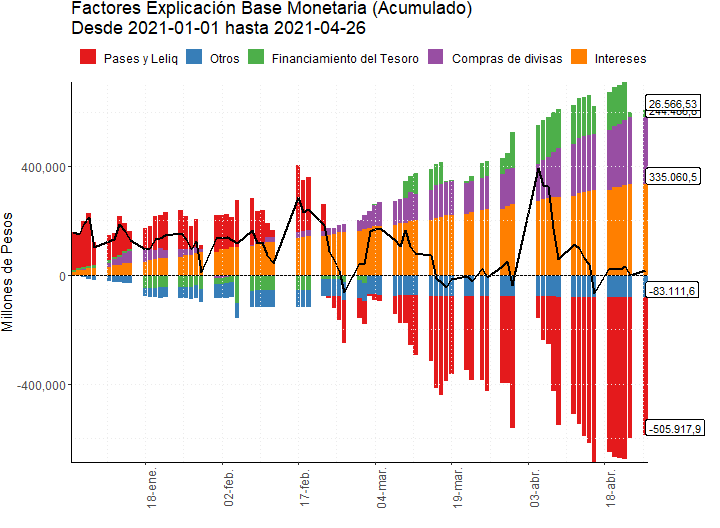 Factores Explicación Base Monetaria (Acumulado)
Desde 2021-01-01 hasta 2021-04-26
Pases y Leliq Otros Financiamiento del Tesoro Compras de divisas Intereses
Millones de Pesos
400,000
0
-400,000
26.566,53
335.060,5
-83.111,6
-505.917,9
18-ene.
02-feb.
17-feb.
04-mar.
19-mar.
03-abr.
18-abr.